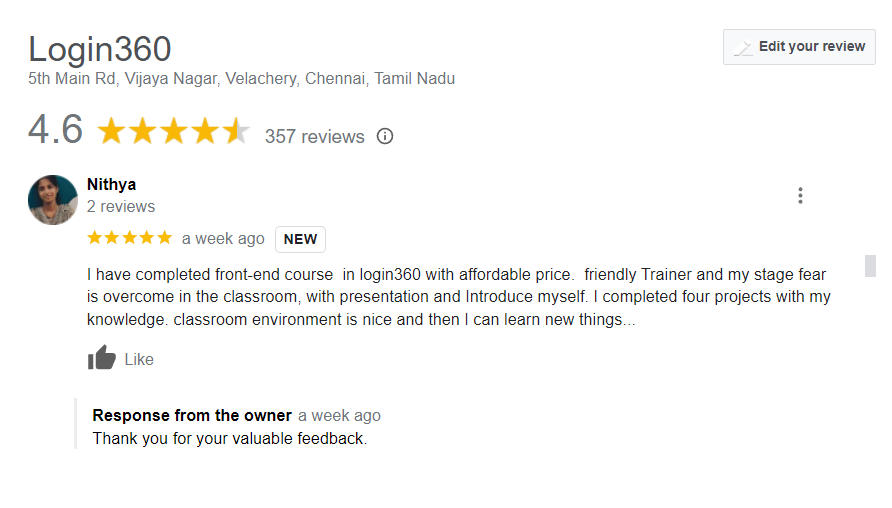 Login360
Edit your review
5th Main Rd, Vijaya Nagar, Velachery, Chennai, Tamil Nadu
4.6 357 reviews
Nithya
2 reviews
a week ago NEW
I have completed front-end course  in login360 with affordable price.  friendly Trainer and my stage fear
is overcome in the classroom, with presentation and Introduce myself. I completed four projects with my
knowledge. classroom environment is nice and then I can learn new things...
Like
Response from the owner a week ago
Thank you for your valuable feedback.